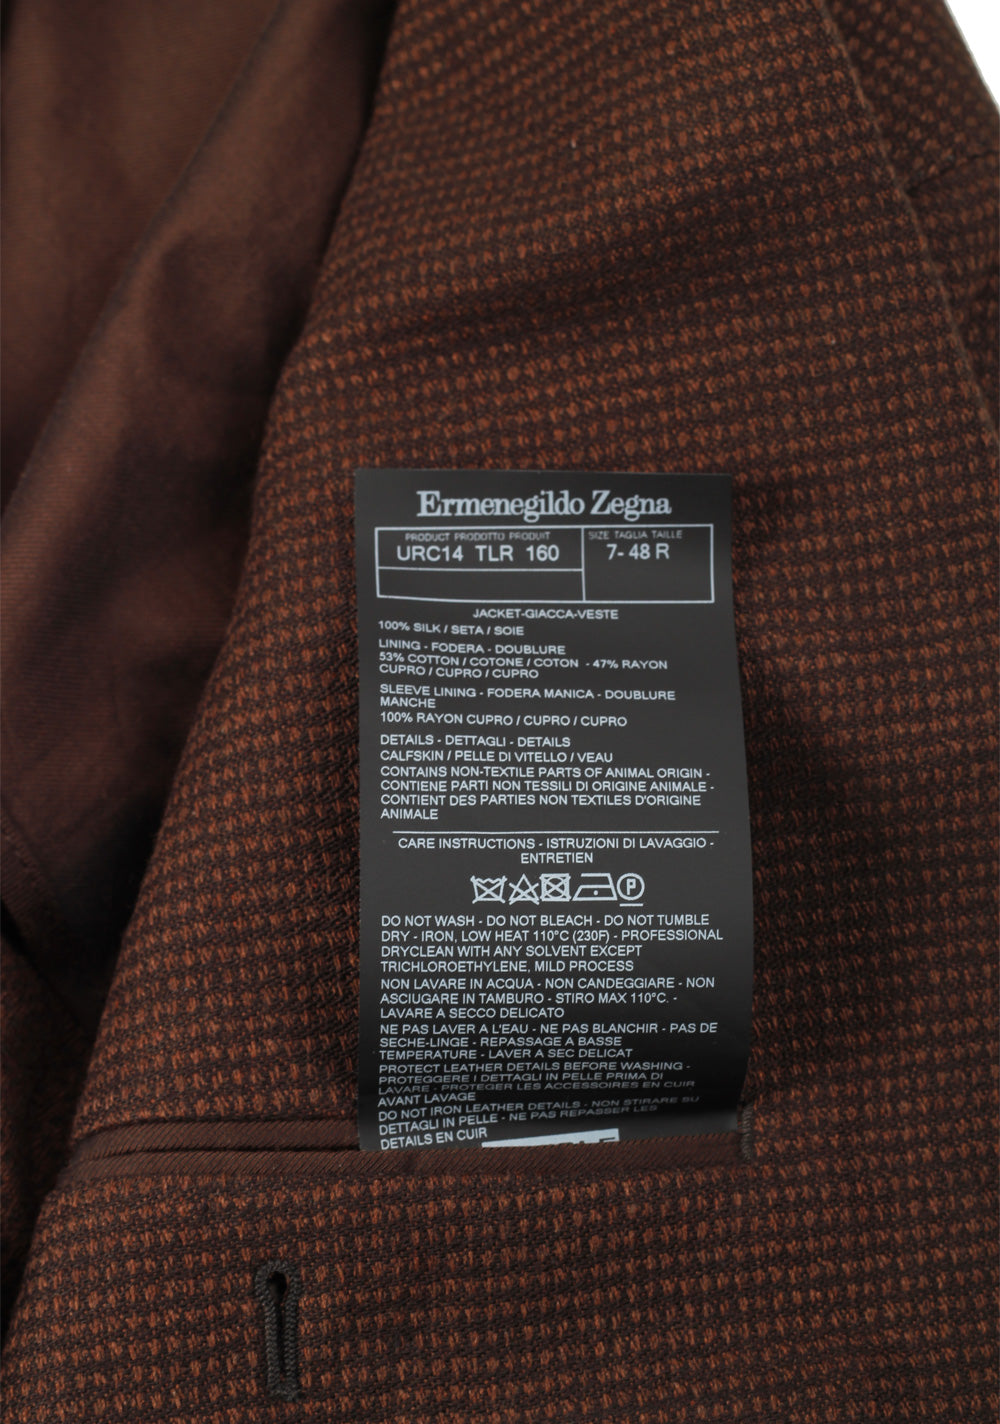 Ermenegildo Zegna
PRODUCT PRODOTTO PRODUIT
URC14 TLR 160
SIZE TAGLIA TAILLE
7- 48 R
JACKET-GIACCA-VESTE
100% SILK / SETA / SOIE
LINING - FODERA - DOUBLURE
53% COTTON / COTONE / COTON - 47% RAYON
CUPRO / CUPRO / CUPRO
SLEEVE LINING - FODERA MANICA - DOUBLURE
MANCHE
100% RAYON CUPRO / CUPRO / CUPRO
DETAILS - DETTAGLI - DETAILS
CALFSKIN / PELLE DI VITELLO / VEAU
CONTAINS NON-TEXTILE PARTS OF ANIMAL ORIGIN -
CONTIENE PARTI NON TESSILI DI ORIGINE ANIMALE -
CONTIENT DES PARTIES NON TEXTILES D'ORIGINE
ANIMALE
CARE INSTRUCTIONS - ISTRUZIONI DI LAVAGGIO -
ENTRETIEN
P
DO NOT WASH - DO NOT BLEACH - DO NOT TUMBLE
DRY - IRON, LOW HEAT 110°C (230F) - PROFESSIONAL
DRYCLEAN WITH ANY SOLVENT EXCEPT
TRICHLOROETHYLENE, MILD PROCESS
NON LAVARE IN ACQUA - NON CANDEGGIARE - NON
ASCIUGARE IN TAMBURO - STIRO MAX 110°C. -
LAVARE A SECCO DELICATO
NE PAS LAVER A L'EAU - NE PAS BLANCHIR - PAS DE
SECHE-LINGE - REPASSAGE A BASSE
TEMPERATURE - LAVER A SEC DELICAT
PROTECT LEATHER DETAILS BEFORE WASHING -
PROTEGGERE I DETTAGLI IN PELLE PRIMA DI
LAVARE - PROTEGER LES ACCESSOIRES EN CUIR
AVANT LAVAGE
DO NOT IRON LEATHER DETAILS - NON STIRARE SU
DETTAGLI IN PELLE - NE PAS REPASSER LES
DETAILS EN CUIR